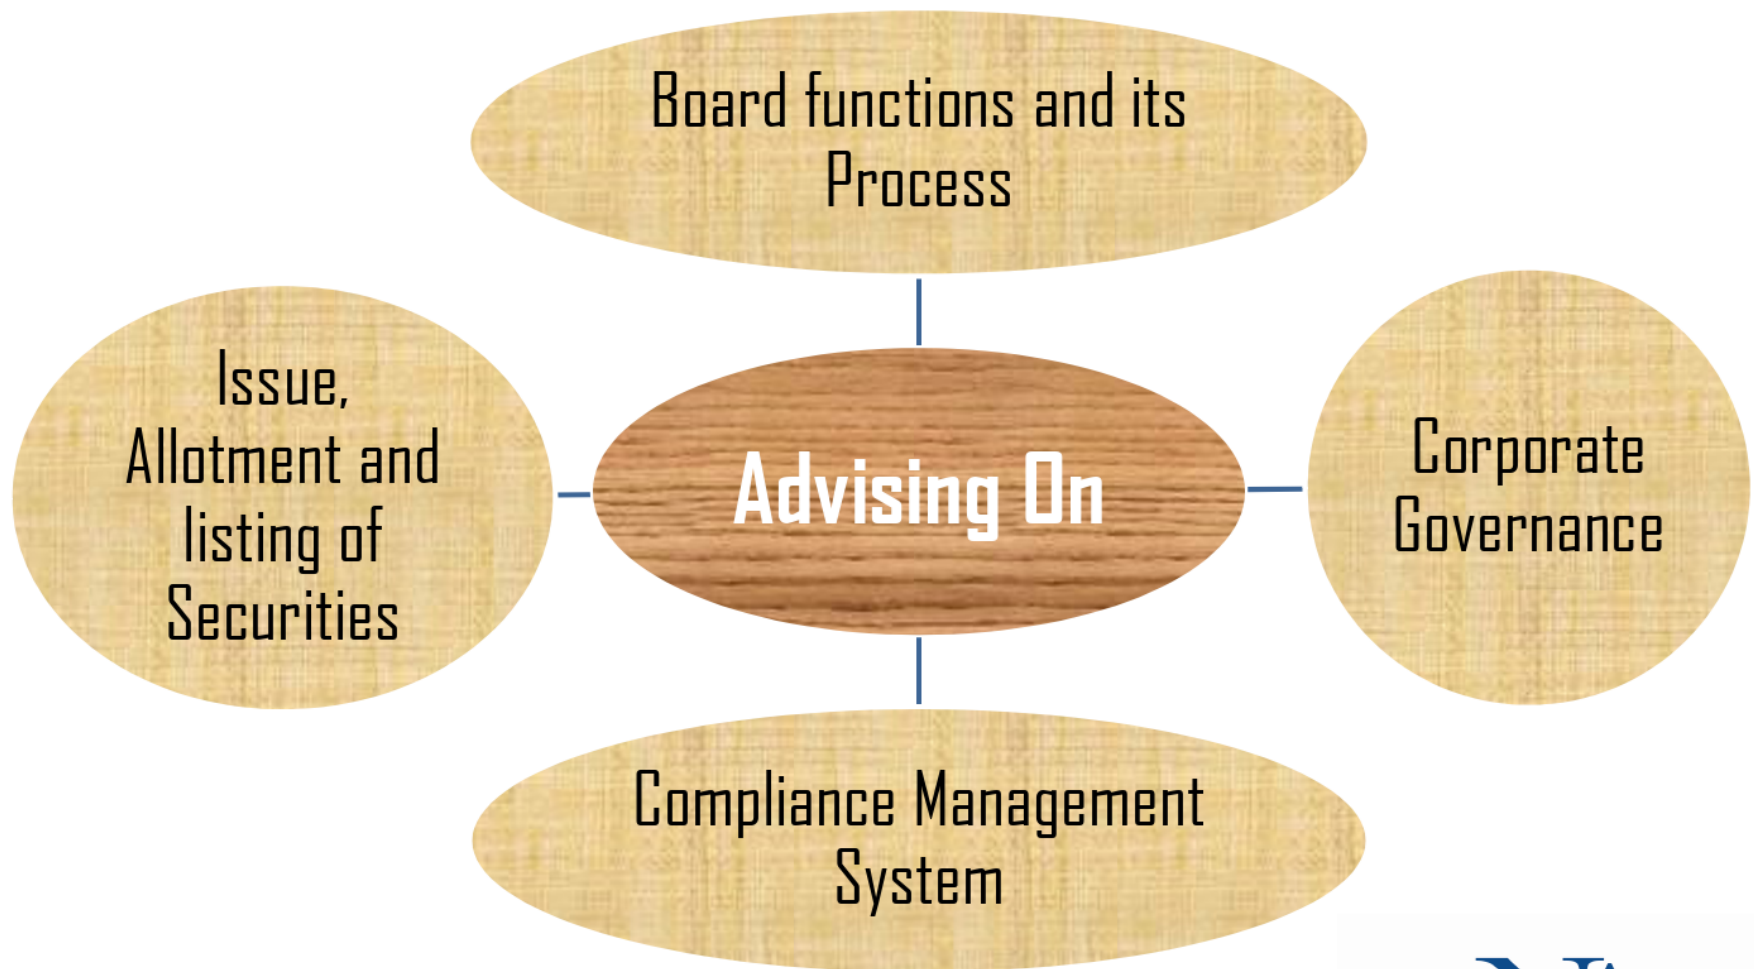 Board functions and its
Process
Issue,
Allotment and
listing of
Securities
Advising On
Corporate
Governance
Compliance Management
System